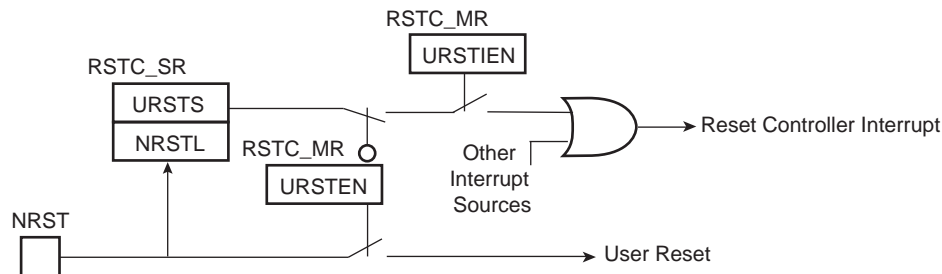 RSTC_MR
URSTIEN
RSTC_SR
URSTS
NRSTL
RSTC_MR
URSTEN
Other
Interrupt
Sources
Reset Controller Interrupt
NRST
User Reset